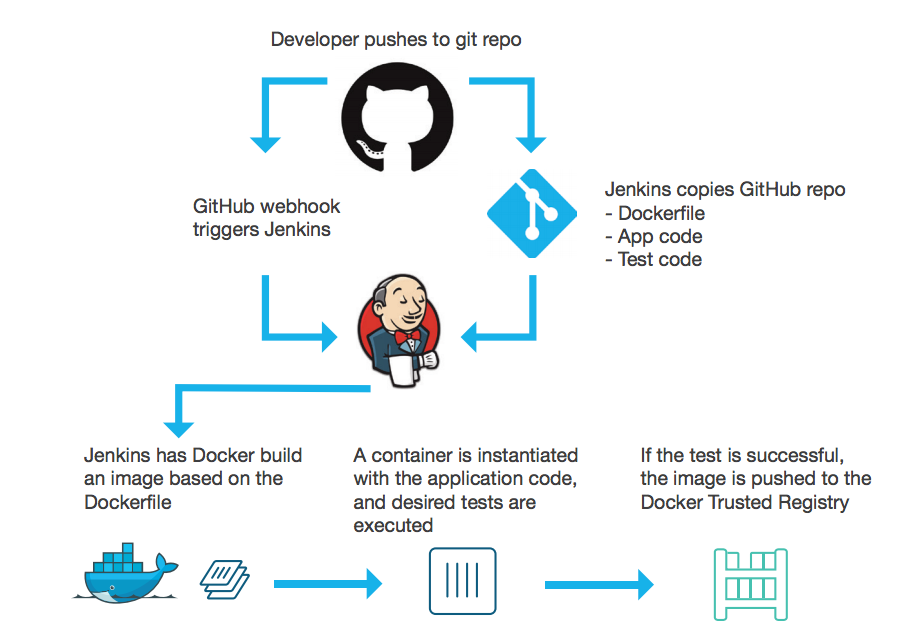 Developer pushes to git repo
GitHub webhook
triggers Jenkins
Jenkins copies GitHub repo
- Dockerfile
- App code
- Test code
Jenkins has Docker build
an image based on the
Dockerfile
A container is instantiated
with the application code,
and desired tests are
executed
If the test is successful,
the image is pushed to the
Docker Trusted Registry